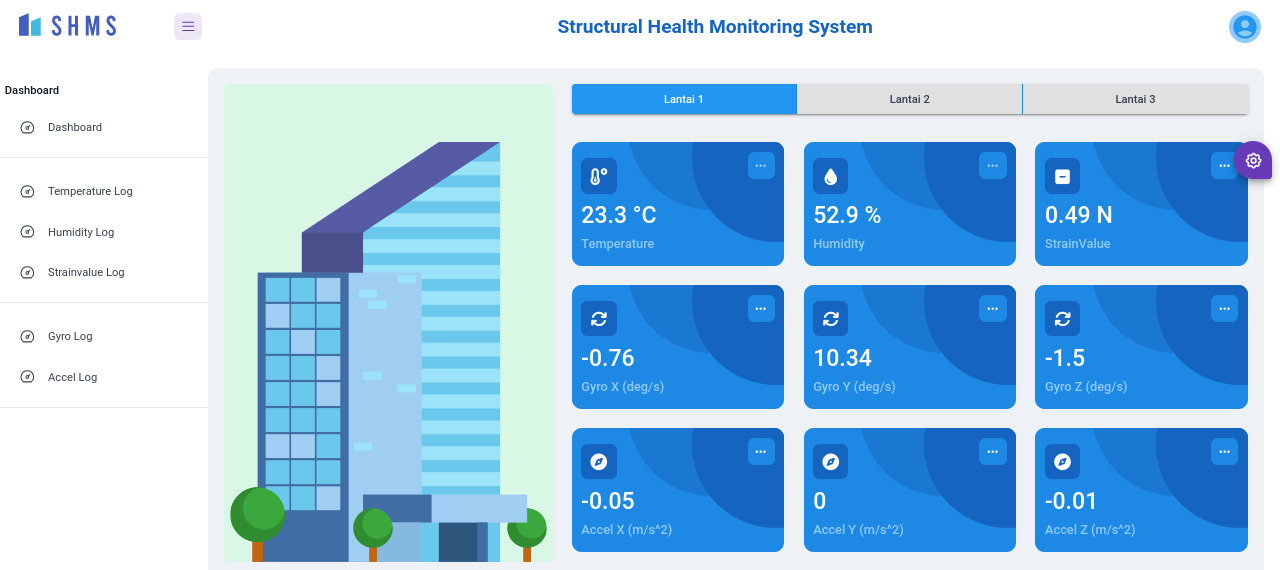 SHMS
Structural Health Monitoring System
Dashboard
Dashboard
Temperature Log
Humidity Log
Strainvalue Log
Gyro Log
Accel Log
Lantai 1
Lantai 2
Lantai 3
23.3 °C
Temperature
52.9 %
Humidity
0.49 N
StrainValue
-0.76
Gyro X (deg/s)
10.34
Gyro Y (deg/s)
-1.5
Gyro Z (deg/s)
-0.05
Accel X (m/s^2)
0
Accel Y (m/s^2)
-0.01
Accel Z (m/s^2)